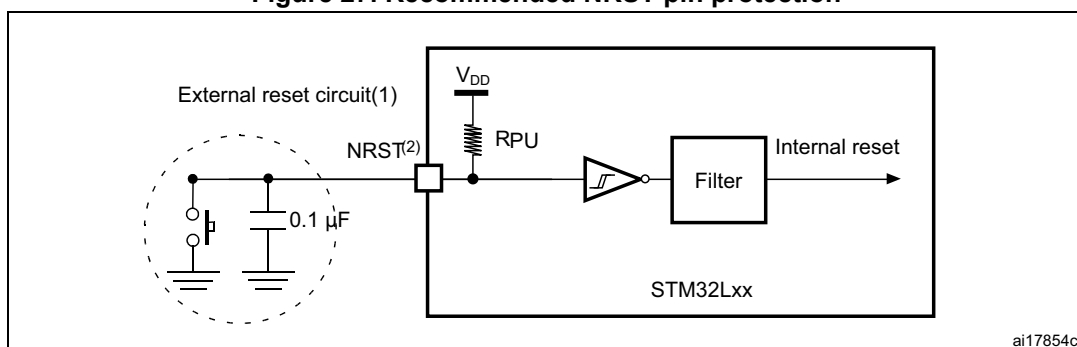 Figure 27. Recommended NRST pin protection
External reset circuit(1)
VDD
NRST(2)
RPU
Internal reset
Filter
0.1 µF
STM32Lxx
ai17854c